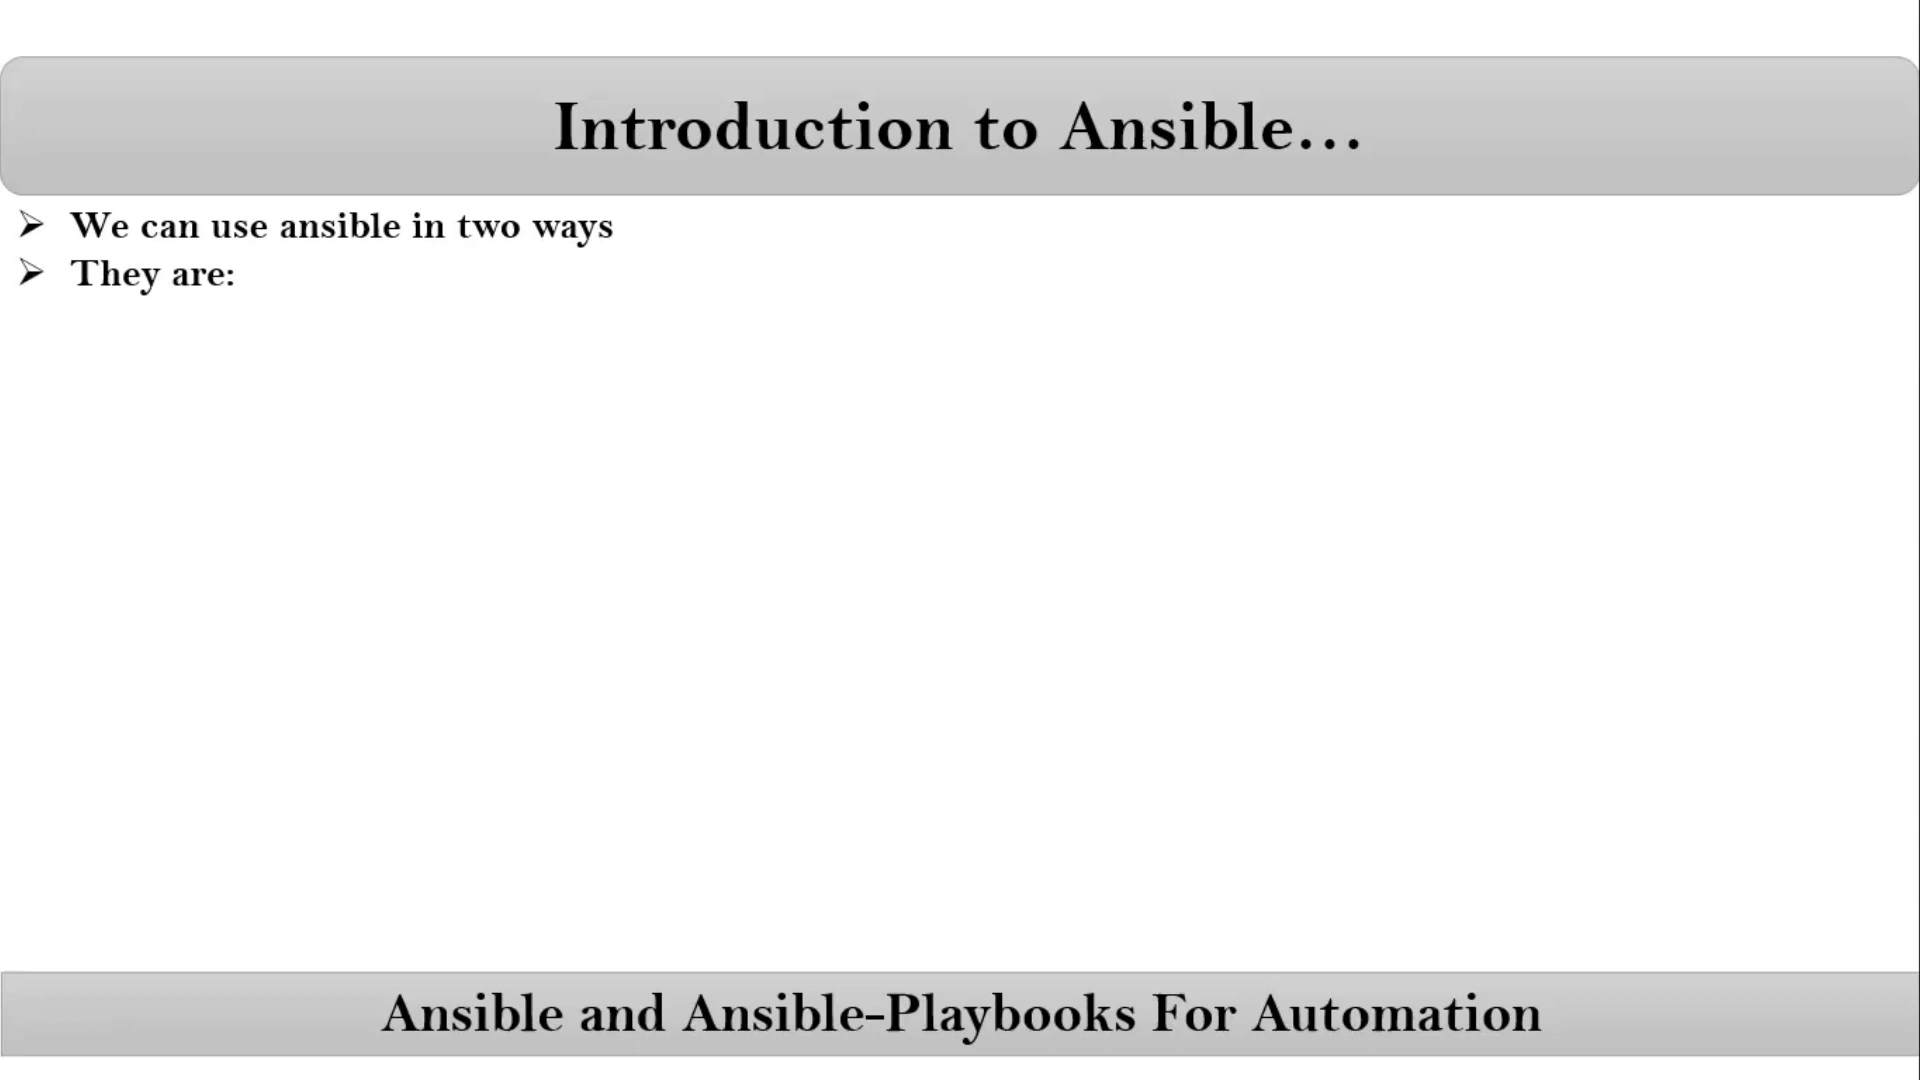 Introduction to Ansible...
➢ We can use ansible in two ways
➢ They are:
Ansible and Ansible-Playbooks For Automation